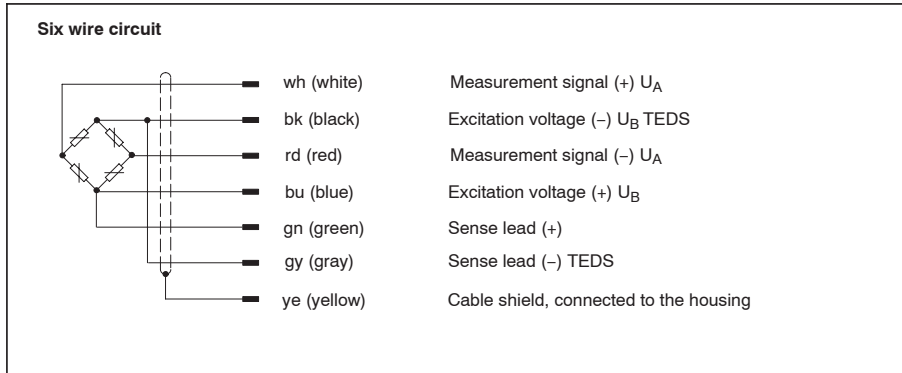 Six wire circuit
wh (white) Measurement signal (+) UA
bk (black) Excitation voltage (−) UB TEDS
rd (red) Measurement signal (−) UA
bu (blue) Excitation voltage (+) UB
gn (green) Sense lead (+)
gy (gray) Sense lead (−) TEDS
ye (yellow) Cable shield, connected to the housing